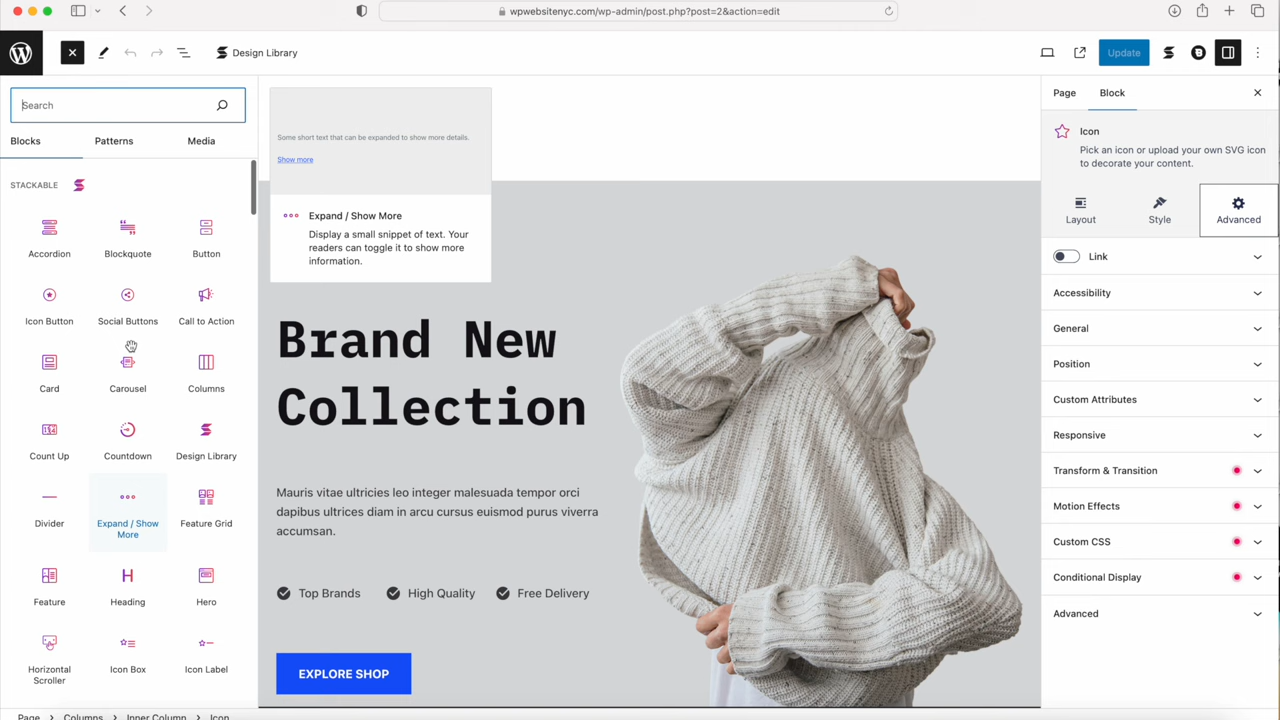 wpwebsitenyc.com/wp-admin/post.php?post=2&action=edit
Design Library
Update
Search
Blocks
Patterns
Media
STACKABLE
Accordion
Blockquote
Button
Icon Button
Social Buttons
Call to Action
Card
Carousel
Columns
Count Up
Countdown
Design Library
Divider
Expand / Show
More
Feature Grid
Feature
Heading
Hero
Horizontal
Scroller
Icon Box
Icon Label
Some short text that can be expanded to show more details.
Show more
Expand / Show More
Display a small snippet of text. Your
readers can toggle it to show more
information.
Brand New
Collection
Mauris vitae ultricies leo integer malesuada tempor orci
dapibus ultrices diam in arcu cursus euismod purus viverra
accumsan.
Top Brands
High Quality
Free Delivery
EXPLORE SHOP
Page
Block
Icon
Pick an icon or upload your own SVG icon
to decorate your content.
Layout
Style
Advanced
Link
Accessibility
General
Position
Custom Attributes
Responsive
Transform & Transition
Motion Effects
Custom CSS
Conditional Display
Advanced
Page › Columns › Inner Column › Icon